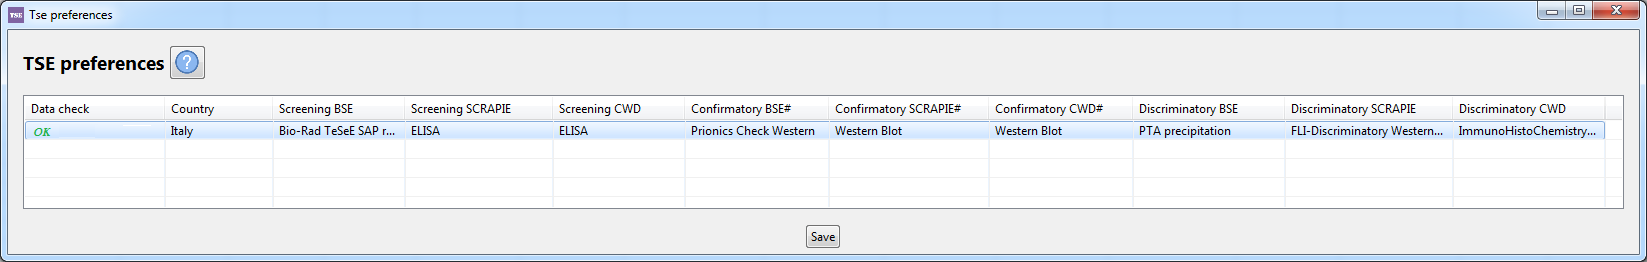 TSE Tse preferences
TSE preferences ?
Data check Country Screening BSE Screening SCRAPIE Screening CWD Confirmatory BSE# Confirmatory SCRAPIE# Confirmatory CWD# Discriminatory BSE Discriminatory SCRAPIE Discriminatory CWD
OK Italy Bio-Rad TeSeE SAP r... ELISA ELISA Prionics Check Western Western Blot Western Blot PTA precipitation FLI-Discriminatory Western... ImmunoHistoChemistry...
Save